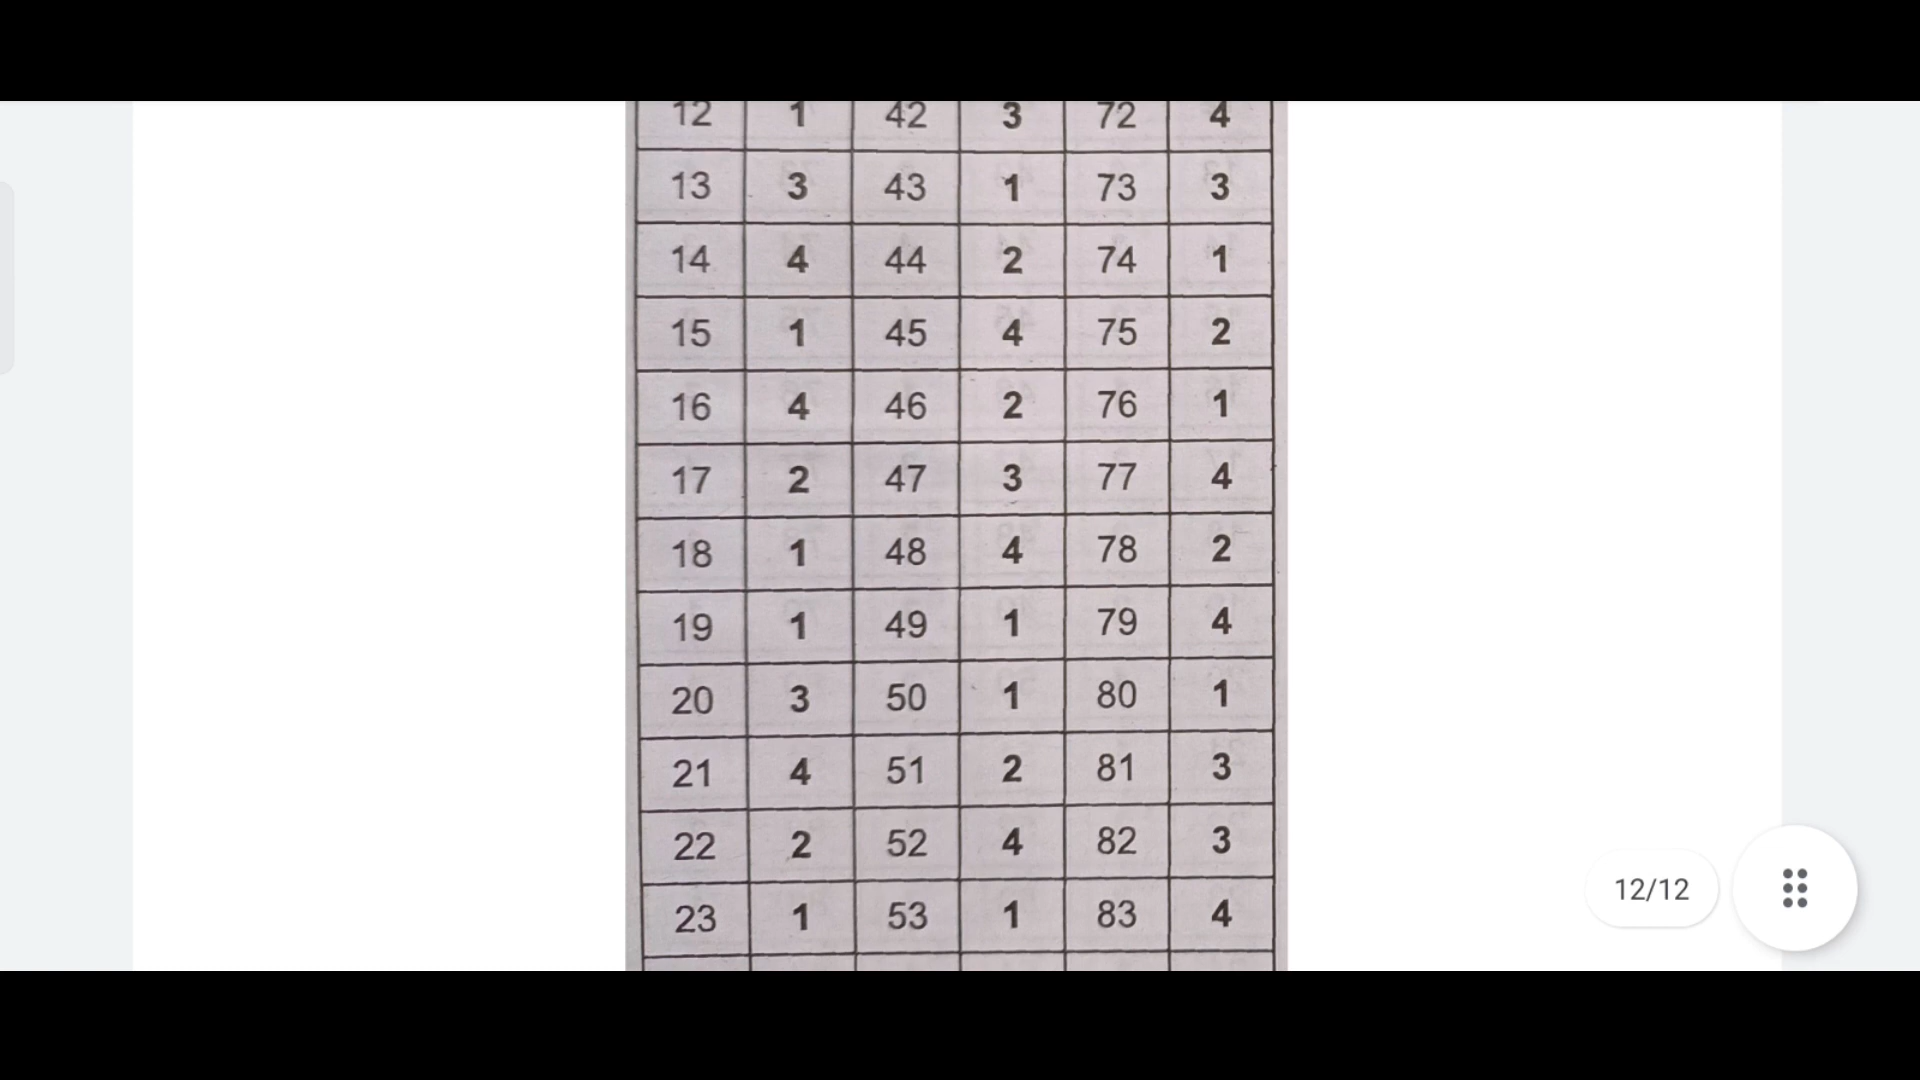 12 1 42 3 72 4
13 3 43 1 73 3
14 4 44 2 74 1
15 1 45 4 75 2
16 4 46 2 76 1
17 2 47 3 77 4
18 1 48 4 78 2
19 1 49 1 79 4
20 3 50 1 80 1
21 4 51 2 81 3
22 2 52 4 82 3
23 1 53 1 83 4
12/12